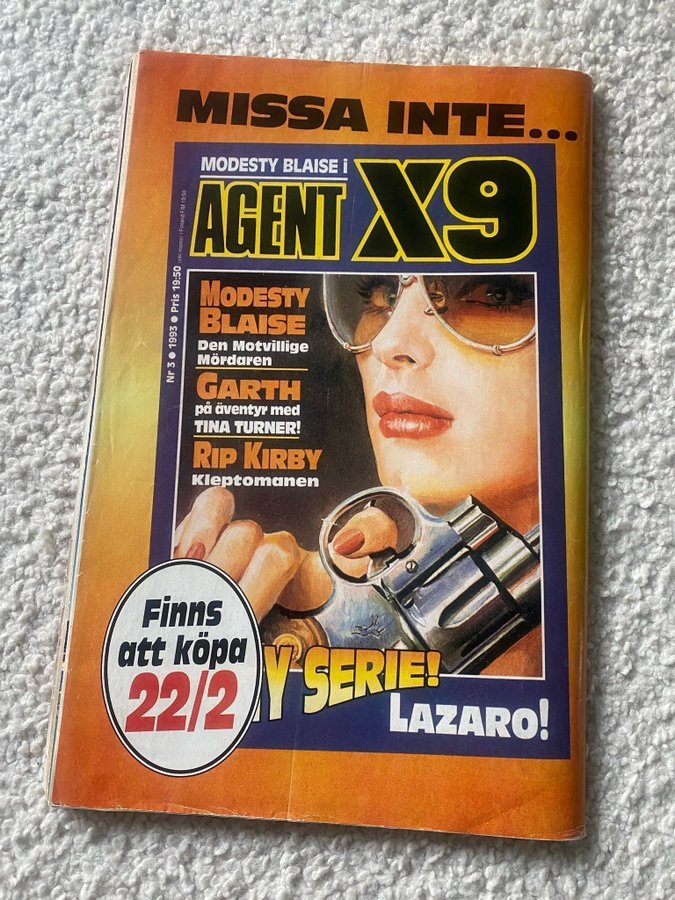 MISSA INTE...
MODESTY BLAISE i
AGENT X9
Nr 3 ● 1993 ● Pris 19:50
MODESTY
BLAISE
Den Motvillige
Mördaren
GARTH
på äventyr med
TINA TURNER!
RIP KIRBY
Kleptomanen
Finns
att köpa
22/2
Y SERIE!
LAZARO!